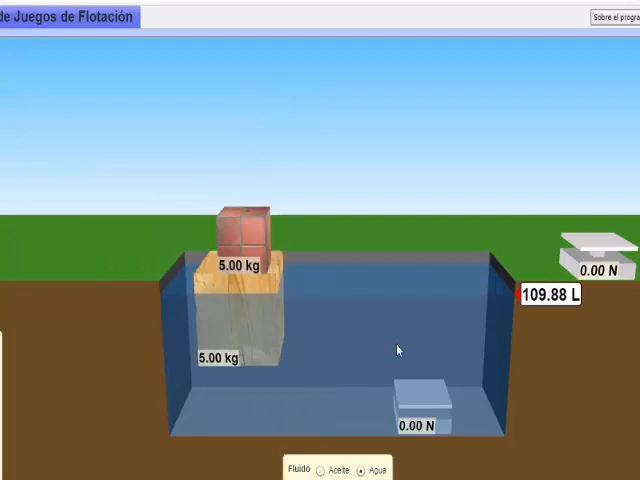 de Juegos de Flotación
Sobre el progra
0.00 N
5.00 kg
109.88 L
5.00 kg
0.00 N
Fluido Aceite Agua